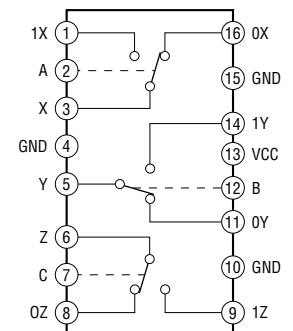 1X 1 16 0X
A 2 15 GND
X 3 14 1Y
GND 4 13 VCC
Y 5 12 B
Z 6 11 0Y
C 7 10 GND
0Z 8 9 1Z